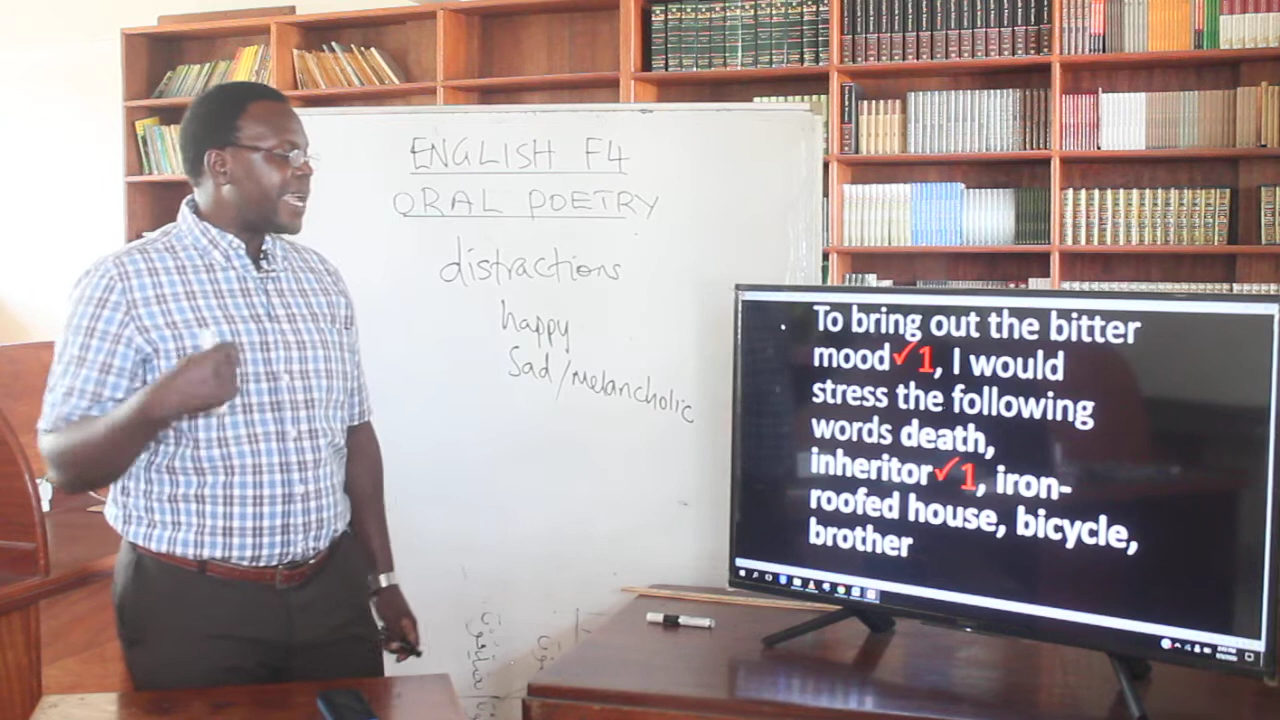 ENGLISH F4
ORAL POETRY
distractions
happy
Sad/melancholic
To bring out the bitter
mood✓1, I would
stress the following
words death,
inheritor✓1, iron-
roofed house, bicycle,
brother